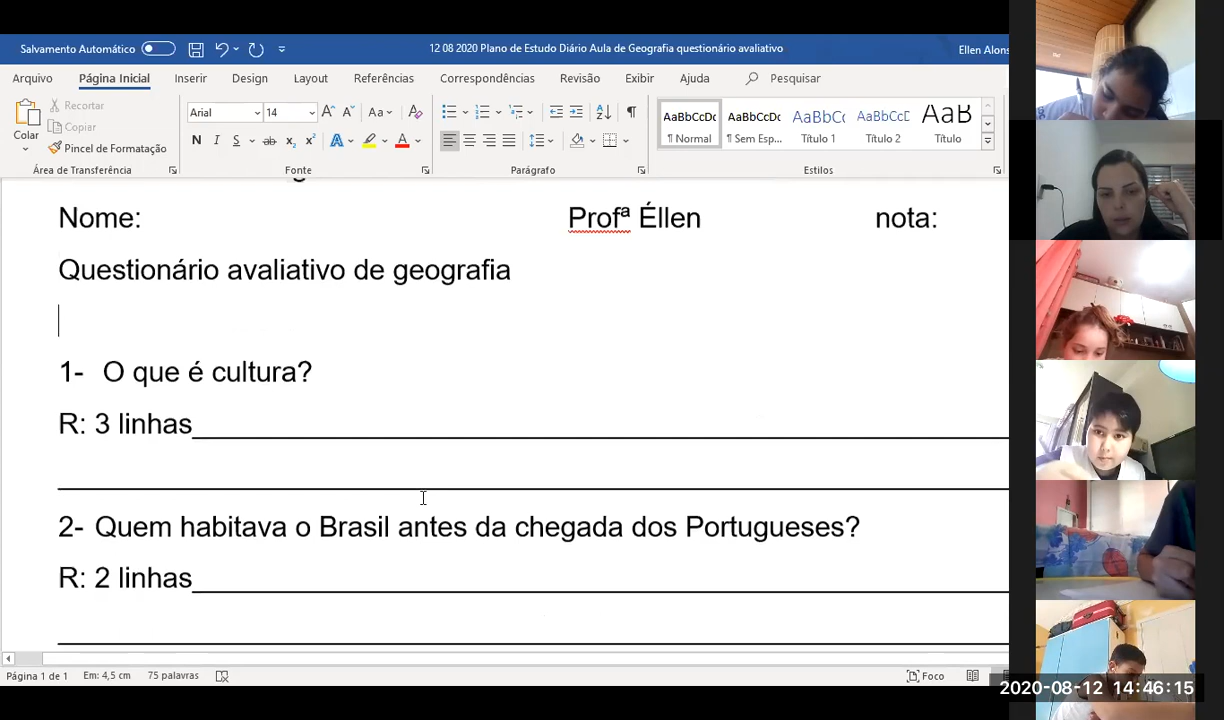 Salvamento Automático
12 08 2020 Plano de Estudo Diário Aula de Geografia questionário avaliativo
Ellen Alons
Arquivo Página Inicial Inserir Design Layout Referências Correspondências Revisão Exibir Ajuda Pesquisar
Colar
Recortar
Copiar
Pincel de Formatação
Área de Transferência
Arial 14
N I S ab x₂ x²
Fonte
Parágrafo
AaBbCcDc AaBbCcDc AaBbCc AaBbCcD AaB
¶ Normal ¶ Sem Esp... Título 1 Título 2 Título
Estilos
Nome: Profª Éllen nota:
Questionário avaliativo de geografia
1- O que é cultura?
R: 3 linhas
2- Quem habitava o Brasil antes da chegada dos Portugueses?
R: 2 linhas
Página 1 de 1 Em: 4,5 cm 75 palavras Foco
2020-08-12 14:46:15